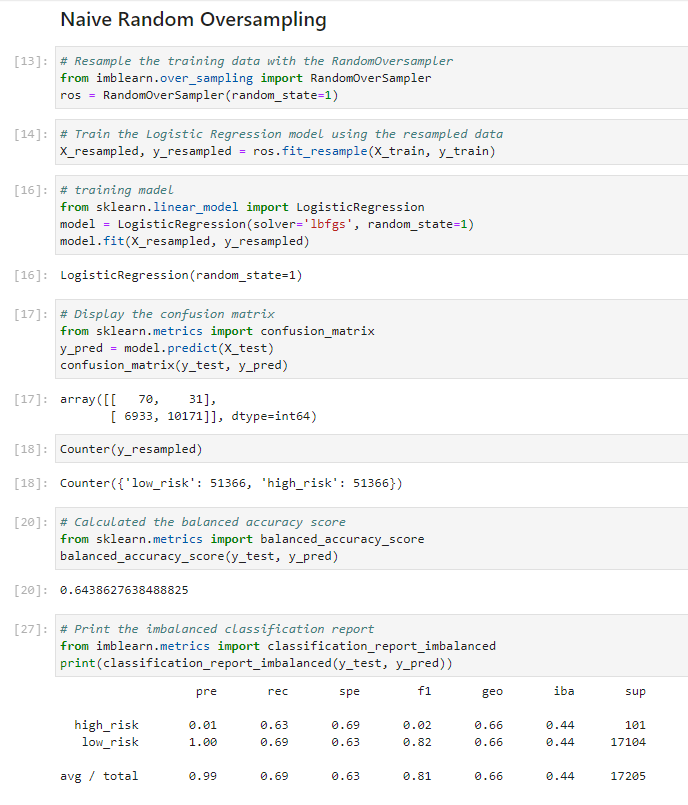 Naive Random Oversampling
[13]: # Resample the training data with the RandomOversampler
from imblearn.over_sampling import RandomOverSampler
ros = RandomOverSampler(random_state=1)
[14]: # Train the Logistic Regression model using the resampled data
X_resampled, y_resampled = ros.fit_resample(X_train, y_train)
[16]: # training madel
from sklearn.linear_model import LogisticRegression
model = LogisticRegression(solver='lbfgs', random_state=1)
model.fit(X_resampled, y_resampled)
[16]: LogisticRegression(random_state=1)
[17]: # Display the confusion matrix
from sklearn.metrics import confusion_matrix
y_pred = model.predict(X_test)
confusion_matrix(y_test, y_pred)
[17]: array([[   70,    31],
       [ 6933, 10171]], dtype=int64)
[18]: Counter(y_resampled)
[18]: Counter({'low_risk': 51366, 'high_risk': 51366})
[20]: # Calculated the balanced accuracy score
from sklearn.metrics import balanced_accuracy_score
balanced_accuracy_score(y_test, y_pred)
[20]: 0.6438627638488825
[27]: # Print the imbalanced classification report
from imblearn.metrics import classification_report_imbalanced
print(classification_report_imbalanced(y_test, y_pred))
pre rec spe f1 geo iba sup
high_risk 0.01 0.63 0.69 0.02 0.66 0.44 101
low_risk 1.00 0.69 0.63 0.82 0.66 0.44 17104
avg / total 0.99 0.69 0.63 0.81 0.66 0.44 17205